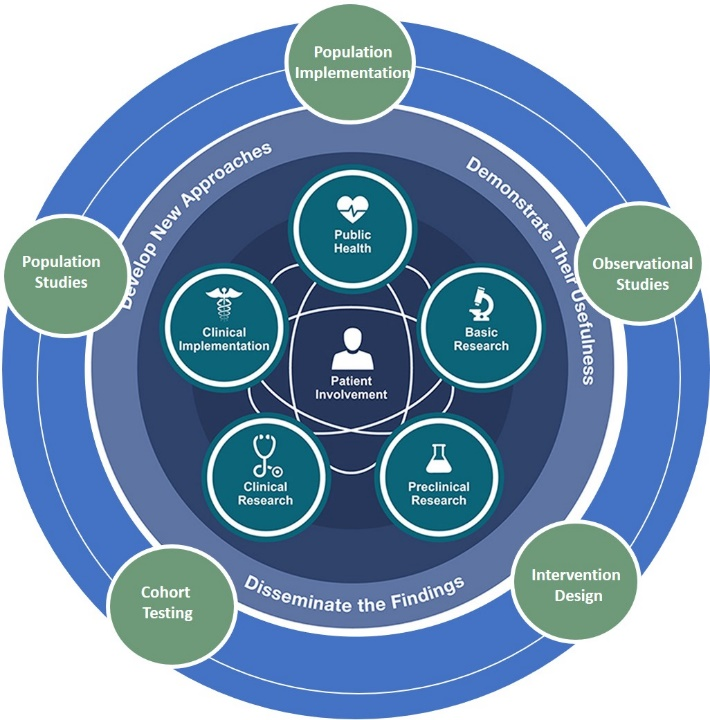 Population
Implementation
Develop New Approaches
Demonstrate Their Usefulness
Public
Health
Population
Studies
Observational
Studies
Clinical
Implementation
Basic
Research
Patient
Involvement
Clinical
Research
Preclinical
Research
Disseminate the Findings
Cohort
Testing
Intervention
Design